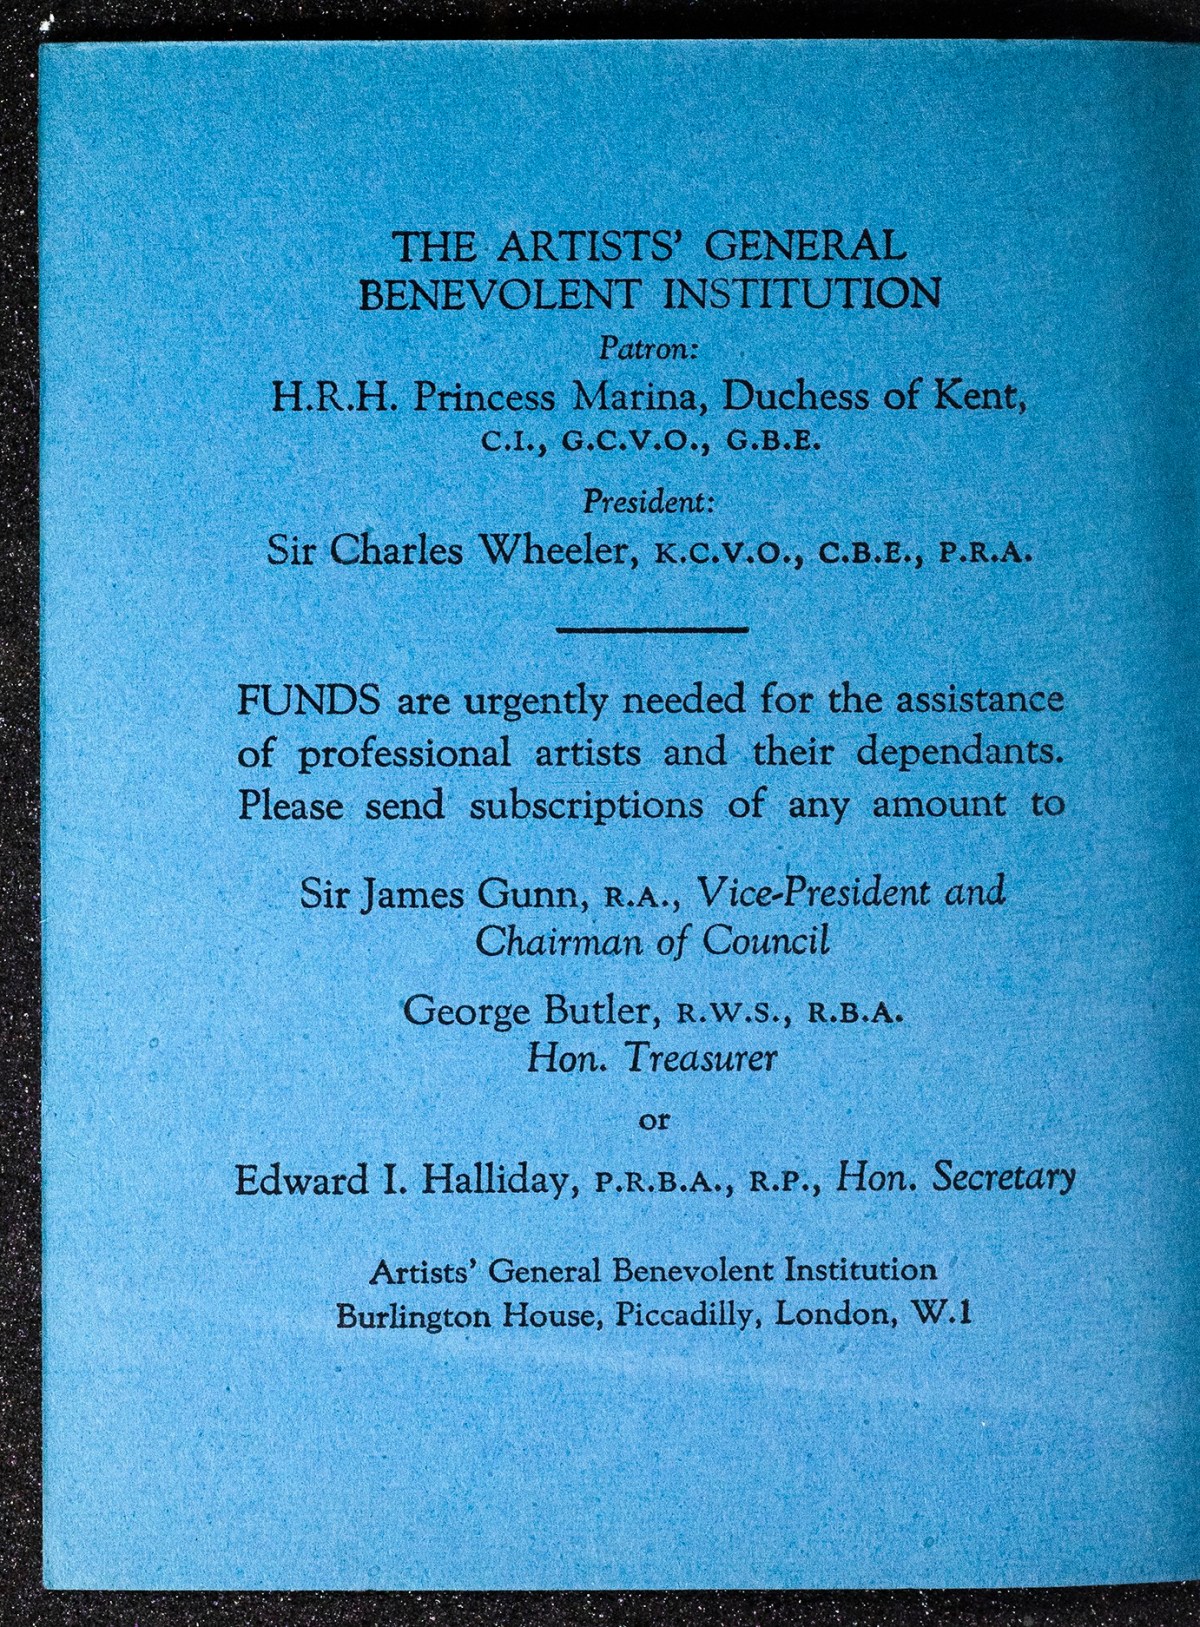 THE ARTISTS' GENERAL
BENEVOLENT INSTITUTION
Patron:
H.R.H. Princess Marina, Duchess of Kent,
C.I., G.C.V.O., G.B.E.
President:
Sir Charles Wheeler, K.C.V.O., C.B.E., P.R.A.
FUNDS are urgently needed for the assistance
of professional artists and their dependants.
Please send subscriptions of any amount to
Sir James Gunn, R.A., Vice-President and
Chairman of Council
George Butler, R.W.S., R.B.A.
Hon. Treasurer
or
Edward I. Halliday, P.R.B.A., R.P., Hon. Secretary
Artists' General Benevolent Institution
Burlington House, Piccadilly, London, W.1